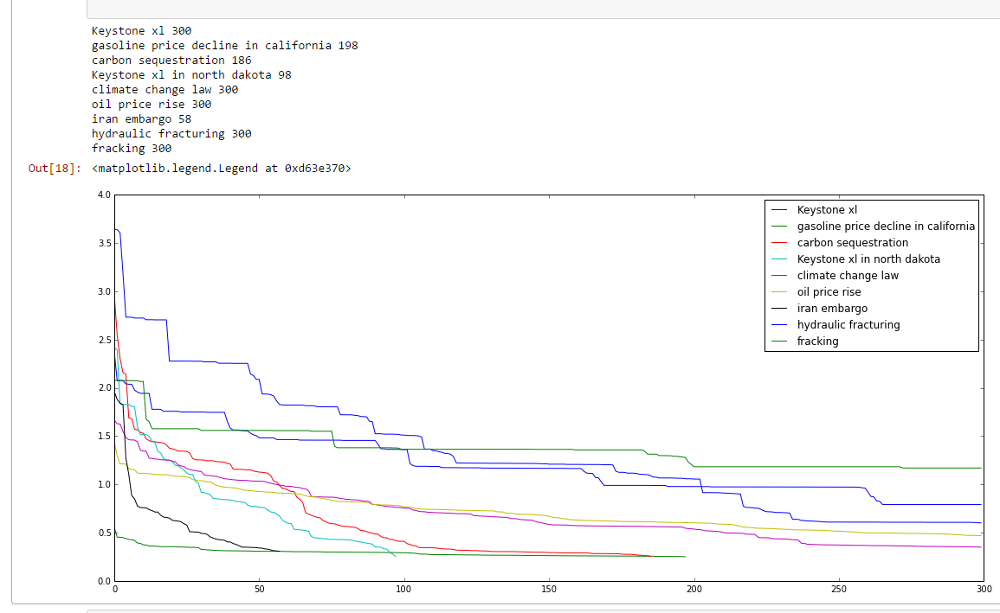 Keystone xl 300
gasoline price decline in california 198
carbon sequestration 186
Keystone xl in north dakota 98
climate change law 300
oil price rise 300
iran embargo 58
hydraulic fracturing 300
fracking 300
Out[18]: <matplotlib.legend.Legend at 0xd63e370>
4.0
3.5
3.0
2.5
2.0
1.5
1.0
0.5
0.0
Keystone xl
gasoline price decline in california
carbon sequestration
Keystone xl in north dakota
climate change law
oil price rise
iran embargo
hydraulic fracturing
fracking
0 50 100 150 200 250 300